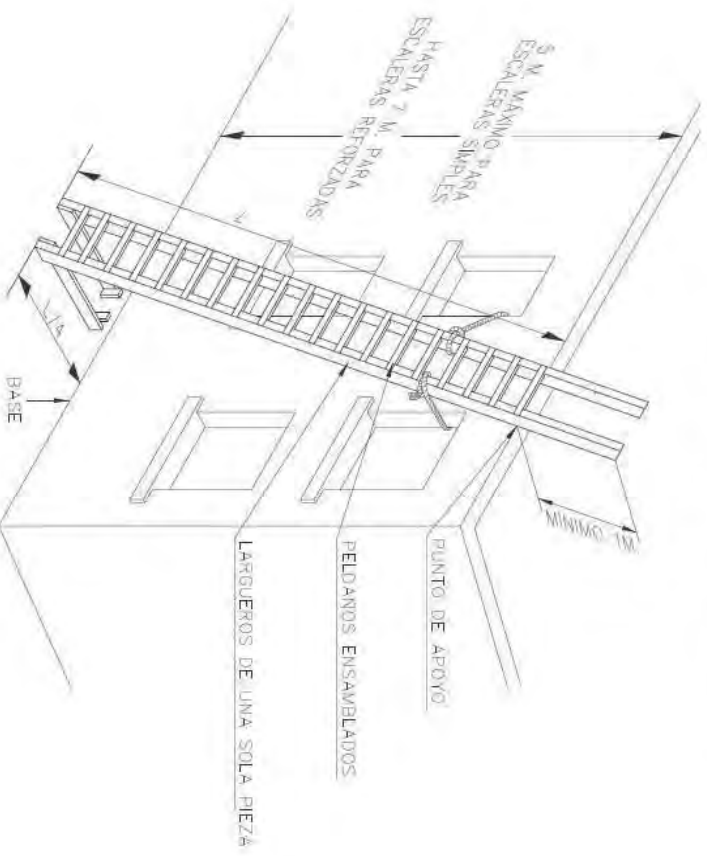 5 M. MAXIMO PARA
ESCALERAS SIMPLES
HASTA 7 M. PARA
ESCALERAS REFORZADAS
L
L/4
BASE
MINIMO 1M.
PUNTO DE APOYO
PELDANOS ENSAMBLADOS
LARGUEROS DE UNA SOLA PIEZA